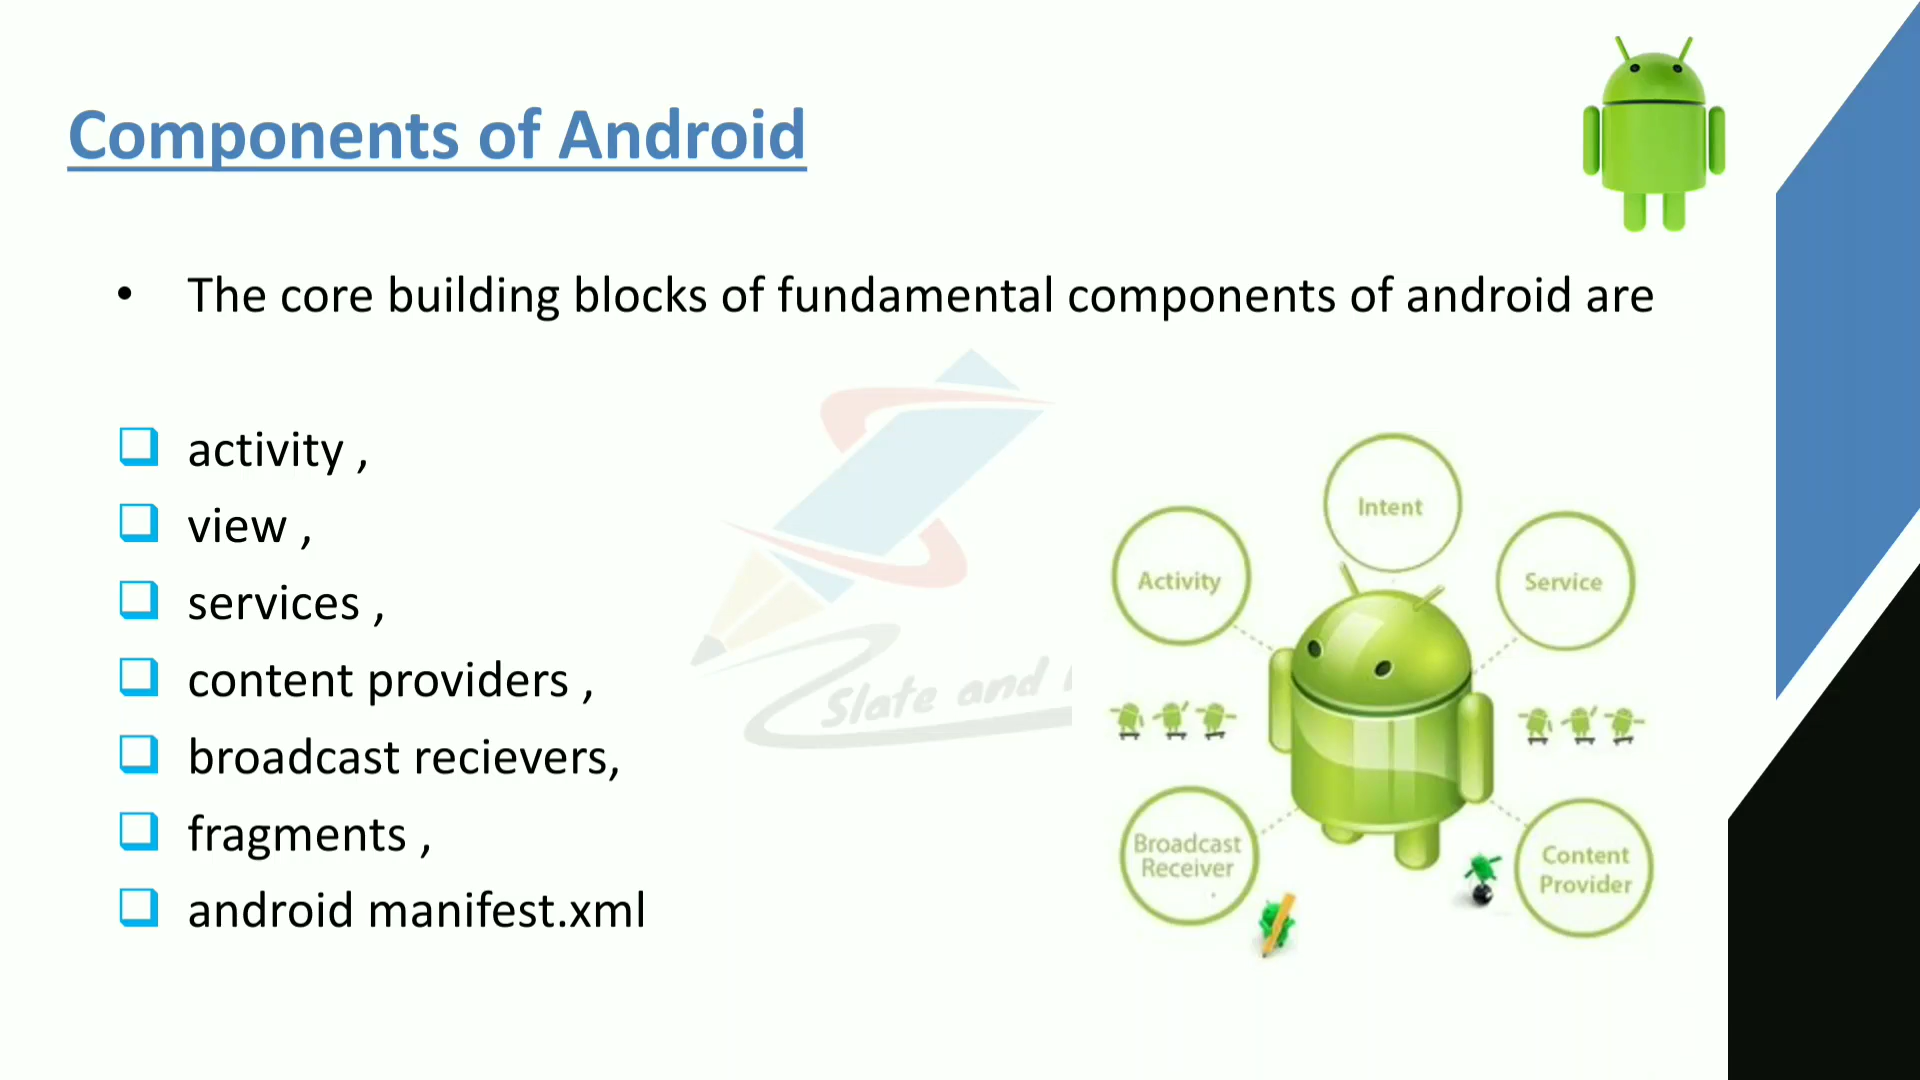 Components of Android
• The core building blocks of fundamental components of android are
activity ,
view ,
services ,
content providers ,
broadcast recievers,
fragments ,
android manifest.xml
Slate and
Intent
Activity
Service
Broadcast
Receiver
Content
Provider